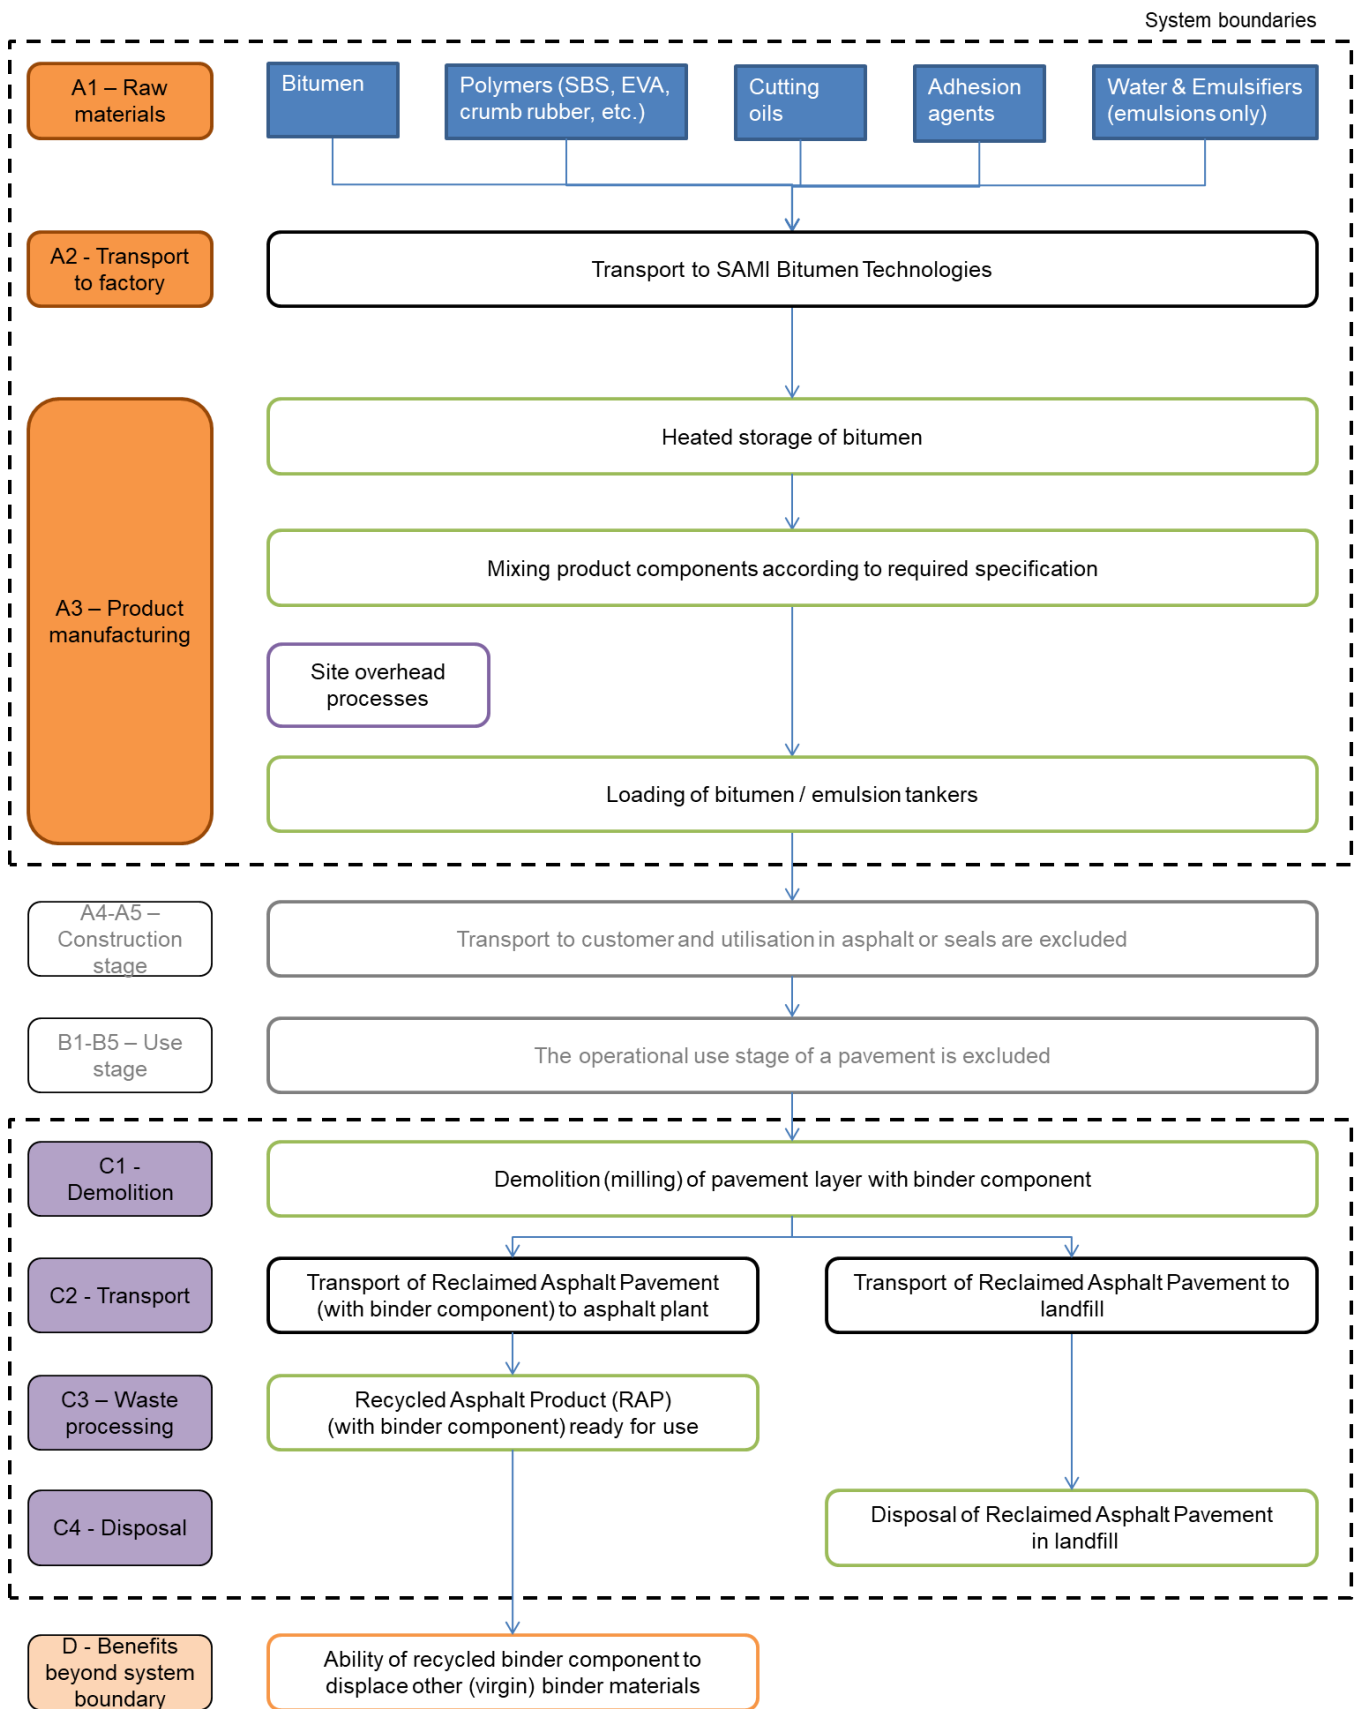 System boundaries
A1 – Raw
materials
Bitumen
Polymers (SBS, EVA,
crumb rubber, etc.)
Cutting
oils
Adhesion
agents
Water & Emulsifiers
(emulsions only)
A2 - Transport
to factory
Transport to SAMI Bitumen Technologies
A3 – Product
manufacturing
Heated storage of bitumen
Mixing product components according to required specification
Site overhead
processes
Loading of bitumen / emulsion tankers
A4-A5 –
Construction
stage
Transport to customer and utilisation in asphalt or seals are excluded
B1-B5 – Use
stage
The operational use stage of a pavement is excluded
C1 -
Demolition
Demolition (milling) of pavement layer with binder component
C2 - Transport
Transport of Reclaimed Asphalt Pavement
(with binder component) to asphalt plant
Transport of Reclaimed Asphalt Pavement to
landfill
C3 – Waste
processing
Recycled Asphalt Product (RAP)
(with binder component) ready for use
C4 - Disposal
Disposal of Reclaimed Asphalt Pavement
in landfill
D - Benefits
beyond system
boundary
Ability of recycled binder component to
displace other (virgin) binder materials